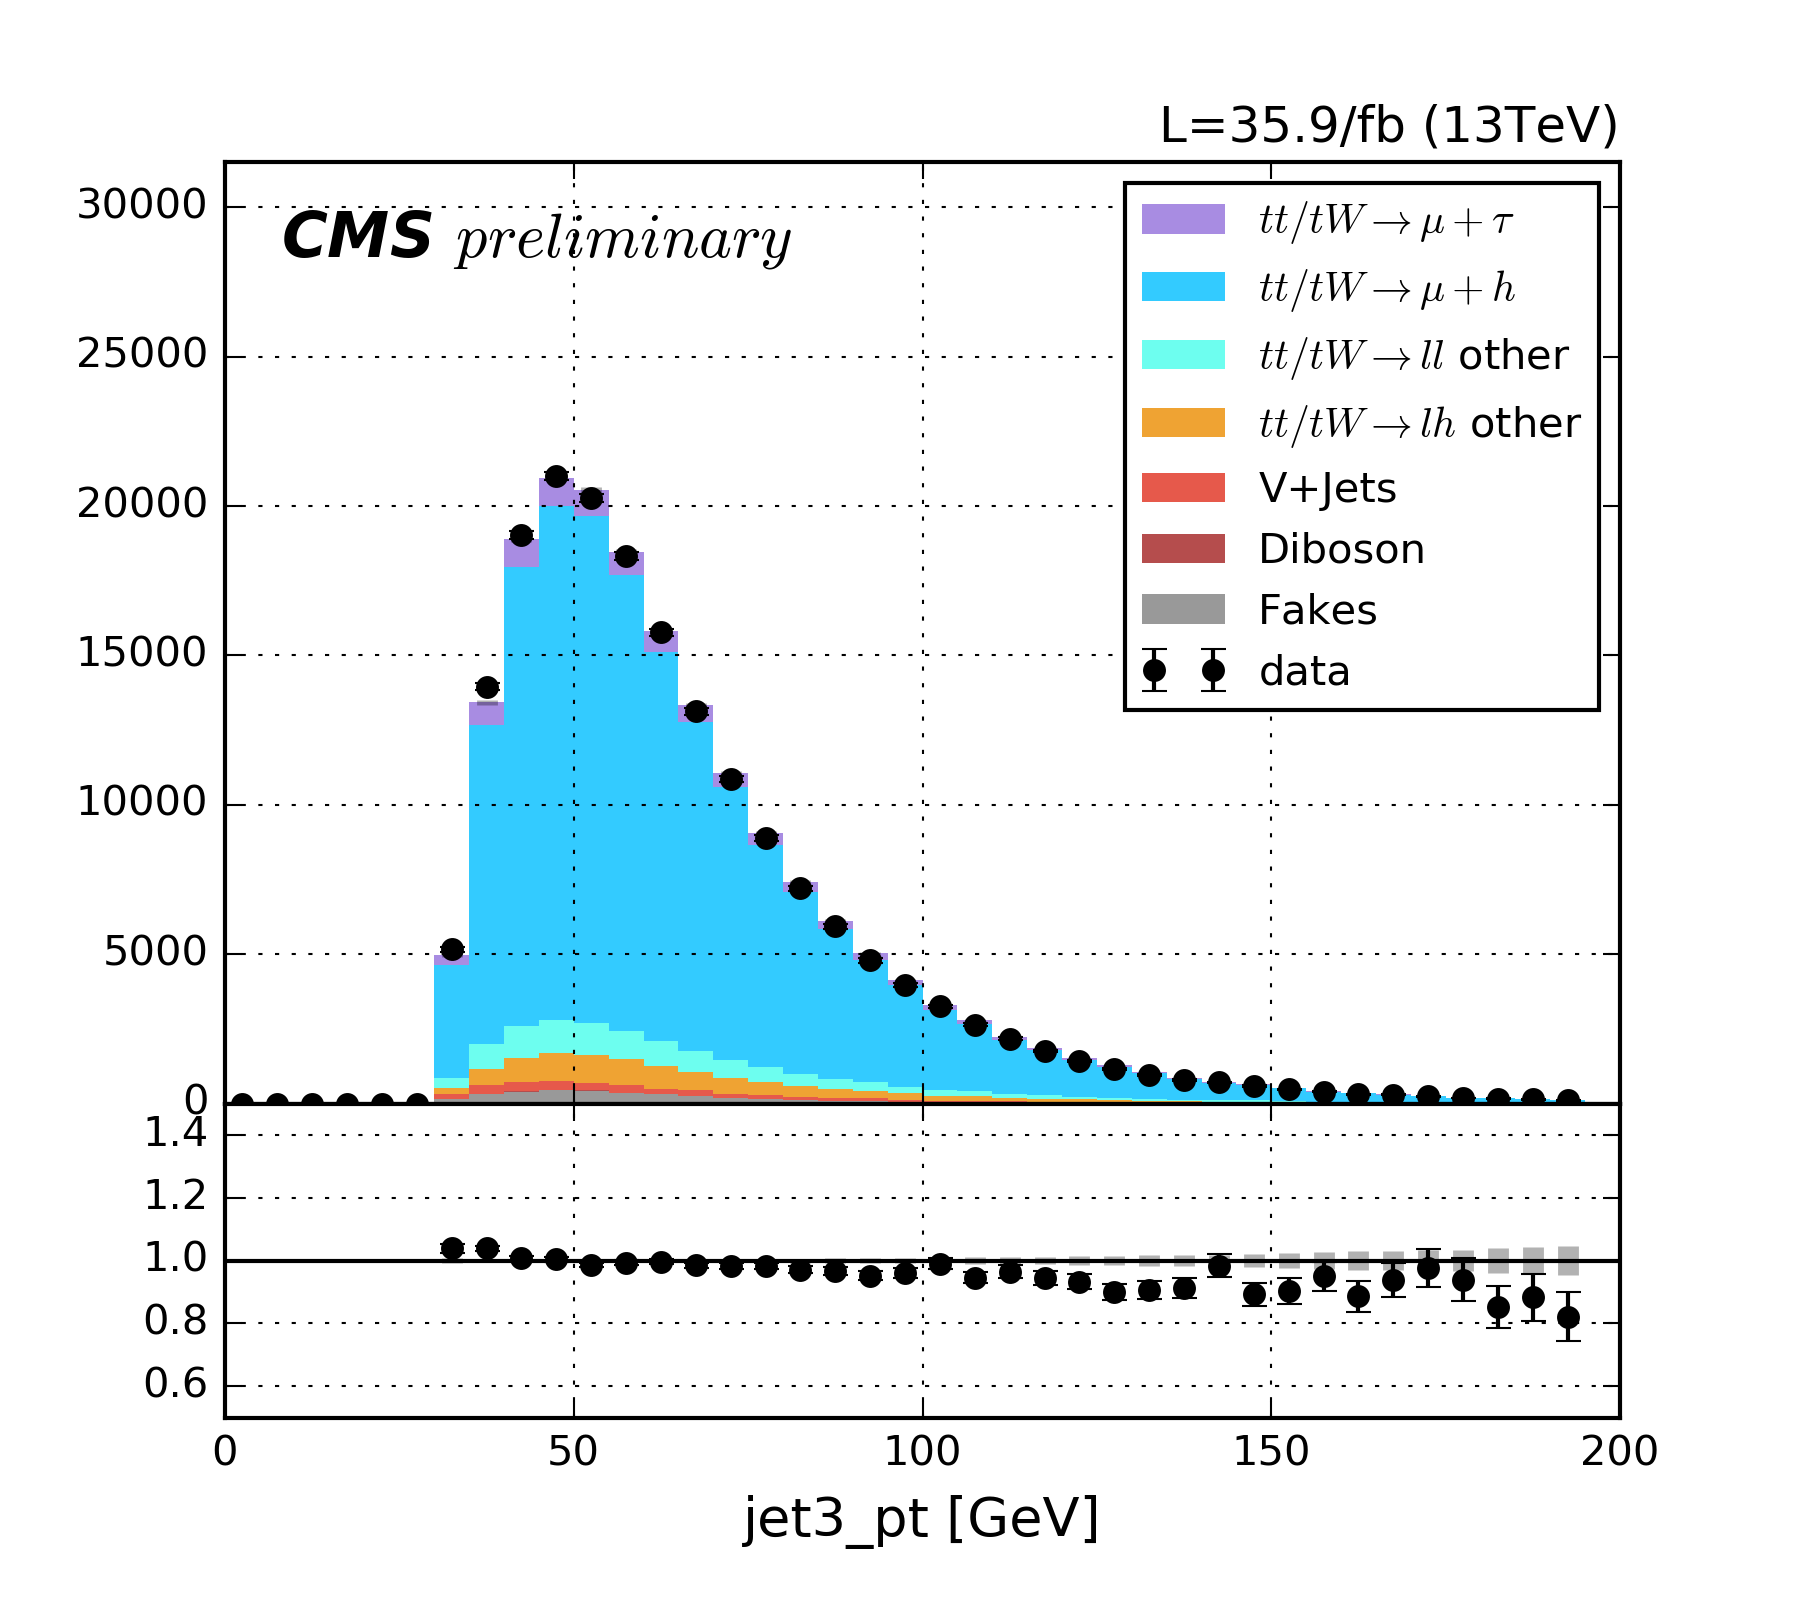 L=35.9/fb (13TeV)
30000
25000
20000
15000
10000
5000
0
CMS preliminary
tt/tW→μ+τ
tt/tW→μ+h
tt/tW→ll other
tt/tW→lh other
V+Jets
Diboson
Fakes
data
1.4
1.2
1.0
0.8
0.6
0 50 100 150 200
jet3_pt [GeV]